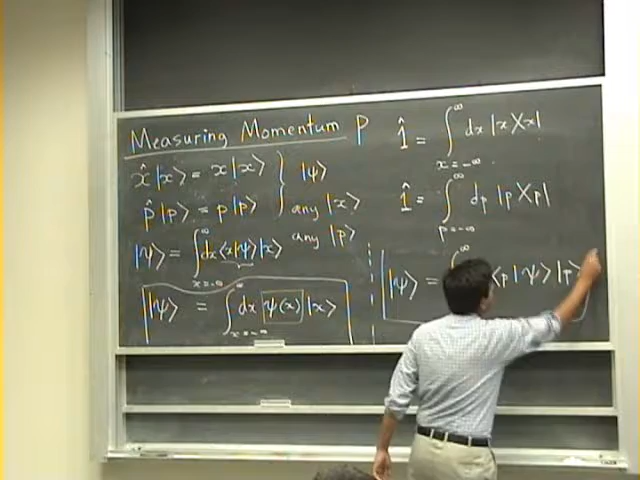 Measuring Momentum P
x̂|x> = x|x>
p̂|p> = p|p>
} |ψ>
any |x>
any |p>
|ψ> = ∫_{x=-∞}^{∞} dx <x|ψ>|x>
|ψ> = ∫_{x=-∞}^{∞} dx ψ(x) |x>
1̂ = ∫_{x=-∞}^{∞} dx |x><x|
1̂ = ∫_{p=-∞}^{∞} dp |p><p|
|ψ> = ∫^{∞} <p|ψ>|p>